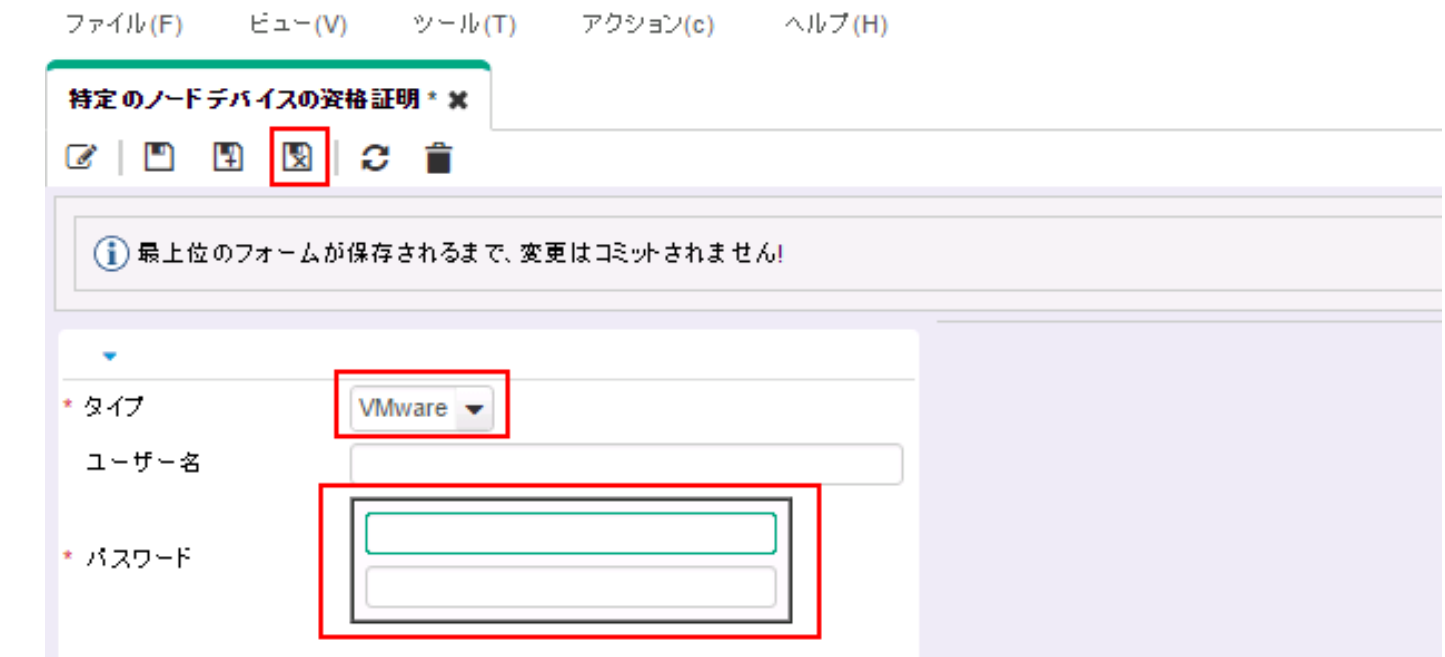 ファイル(F) ビュー(V) ツール(T) アクション(c) ヘルプ(H)
特定のノードデバイスの資格証明 * ✖
最上位のフォームが保存されるまで、変更はコミットされません!
* タイプ VMware
ユーザー名
* パスワード